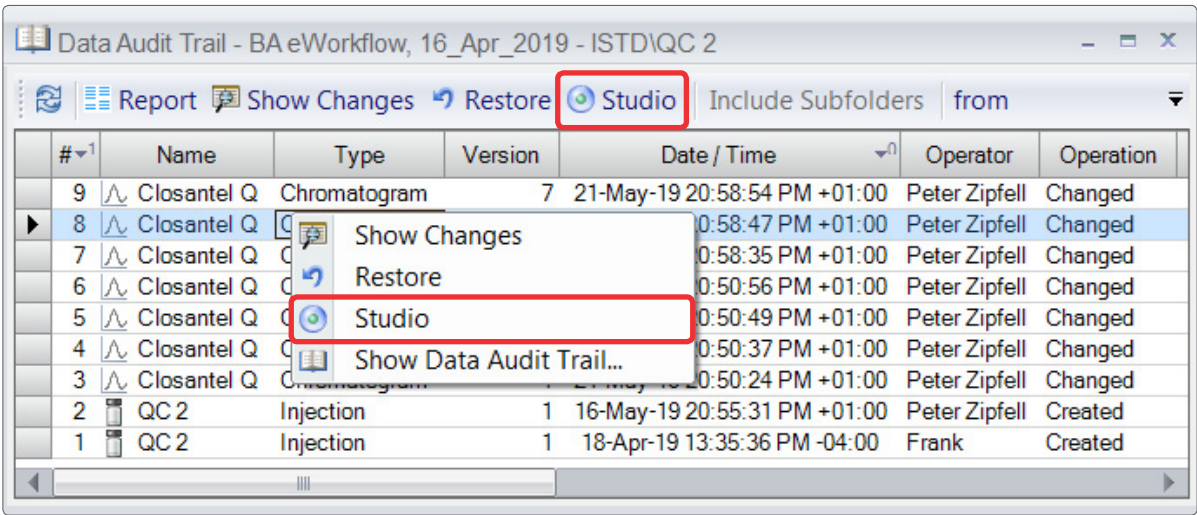 Data Audit Trail - BA eWorkflow, 16_Apr_2019 - ISTD\QC 2
Report Show Changes Restore Studio Include Subfolders from
# 1 Name Type Version Date / Time 0 Operator Operation
9 Closantel Q Chromatogram 7 21-May-19 20:58:54 PM +01:00 Peter Zipfell Changed
8 Closantel Q 0:58:47 PM +01:00 Peter Zipfell Changed
Show Changes
7 Closantel Q 0:58:35 PM +01:00 Peter Zipfell Changed
Restore
6 Closantel Q 0:50:56 PM +01:00 Peter Zipfell Changed
5 Closantel Q 0:50:49 PM +01:00 Peter Zipfell Changed
Studio
4 Closantel Q 0:50:37 PM +01:00 Peter Zipfell Changed
Show Data Audit Trail...
3 Closantel Q 20:50:24 PM +01:00 Peter Zipfell Changed
2 QC 2 Injection 1 16-May-19 20:55:31 PM +01:00 Peter Zipfell Created
1 QC 2 Injection 1 18-Apr-19 13:35:36 PM -04:00 Frank Created